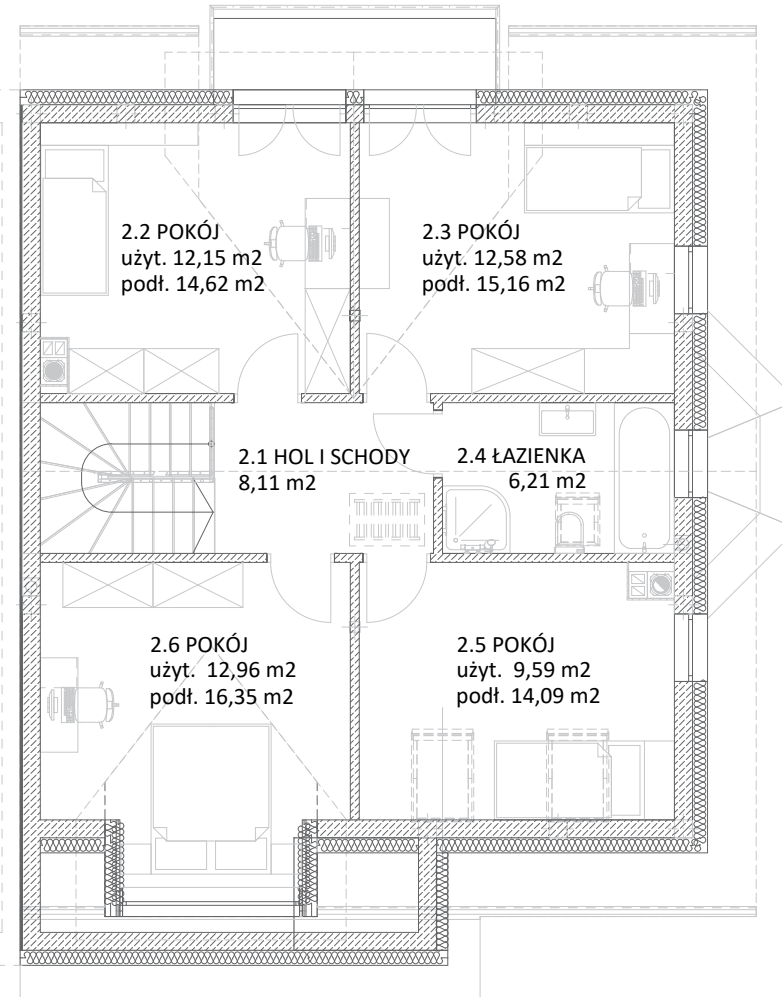 2.2 POKÓJ
użyt. 12,15 m2
podł. 14,62 m2
2.3 POKÓJ
użyt. 12,58 m2
podł. 15,16 m2
2.1 HOL I SCHODY
8,11 m2
2.4 ŁAZIENKA
6,21 m2
2.6 POKÓJ
użyt. 12,96 m2
podł. 16,35 m2
2.5 POKÓJ
użyt. 9,59 m2
podł. 14,09 m2